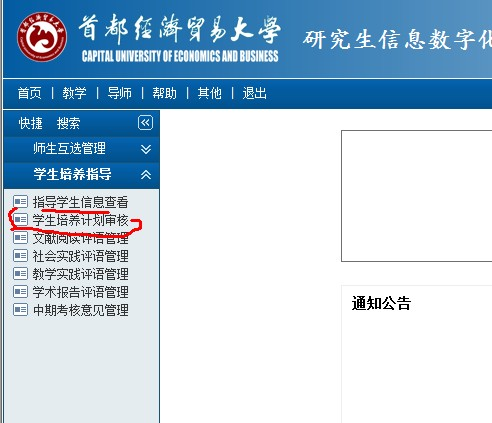 首都經濟貿易大學
CAPITAL UNIVERSITY OF ECONOMICS AND BUSINESS
研究生信息数字化
首页 | 教学 | 导师 | 帮助 | 其他 | 退出
快捷 搜索
师生互选管理
学生培养指导
指导学生信息查看
学生培养计划审核
文献阅读评语管理
社会实践评语管理
教学实践评语管理
学术报告评语管理
中期考核意见管理
通知公告